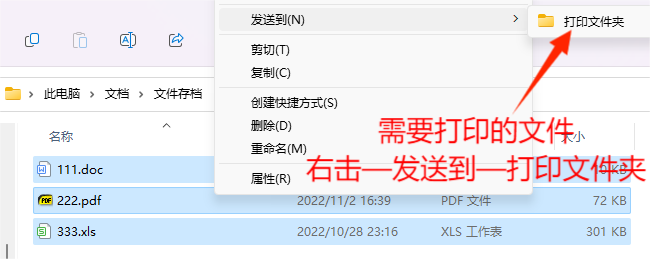 发送到(N)
打印文件夹
剪切(T)
复制(C)
此电脑
文档
文件存档
创建快捷方式(S)
删除(D)
需要打印的文件
名称
大小
重命名(M)
右击—发送到—打印文件夹
111.doc
0 KB
属性(R)
222.pdf
2022/11/2 16:39
PDF 文件
72 KB
333.xls
2022/10/28 23:16
XLS 工作表
301 KB